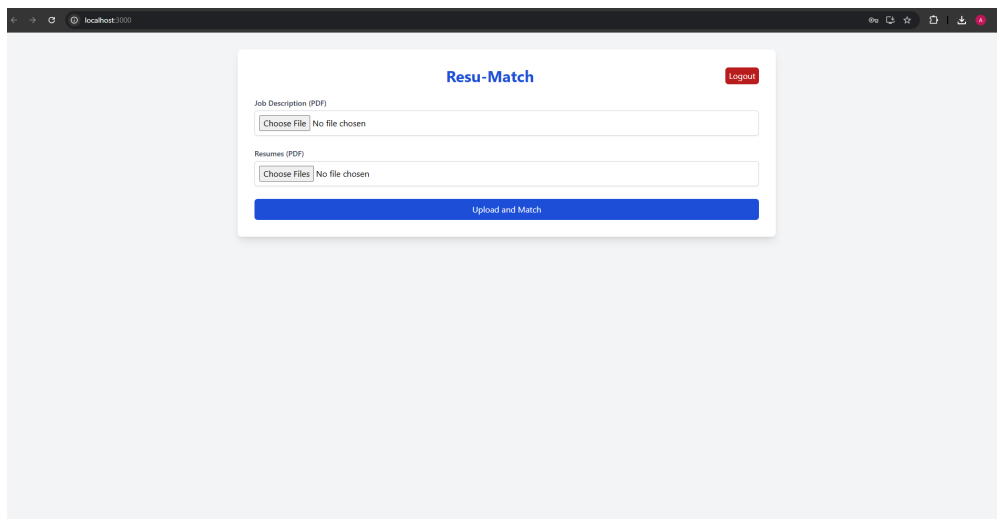 localhost:3000
A
Resu-Match
Logout
Job Description (PDF)
Choose File No file chosen
Resumes (PDF)
Choose Files No file chosen
Upload and Match